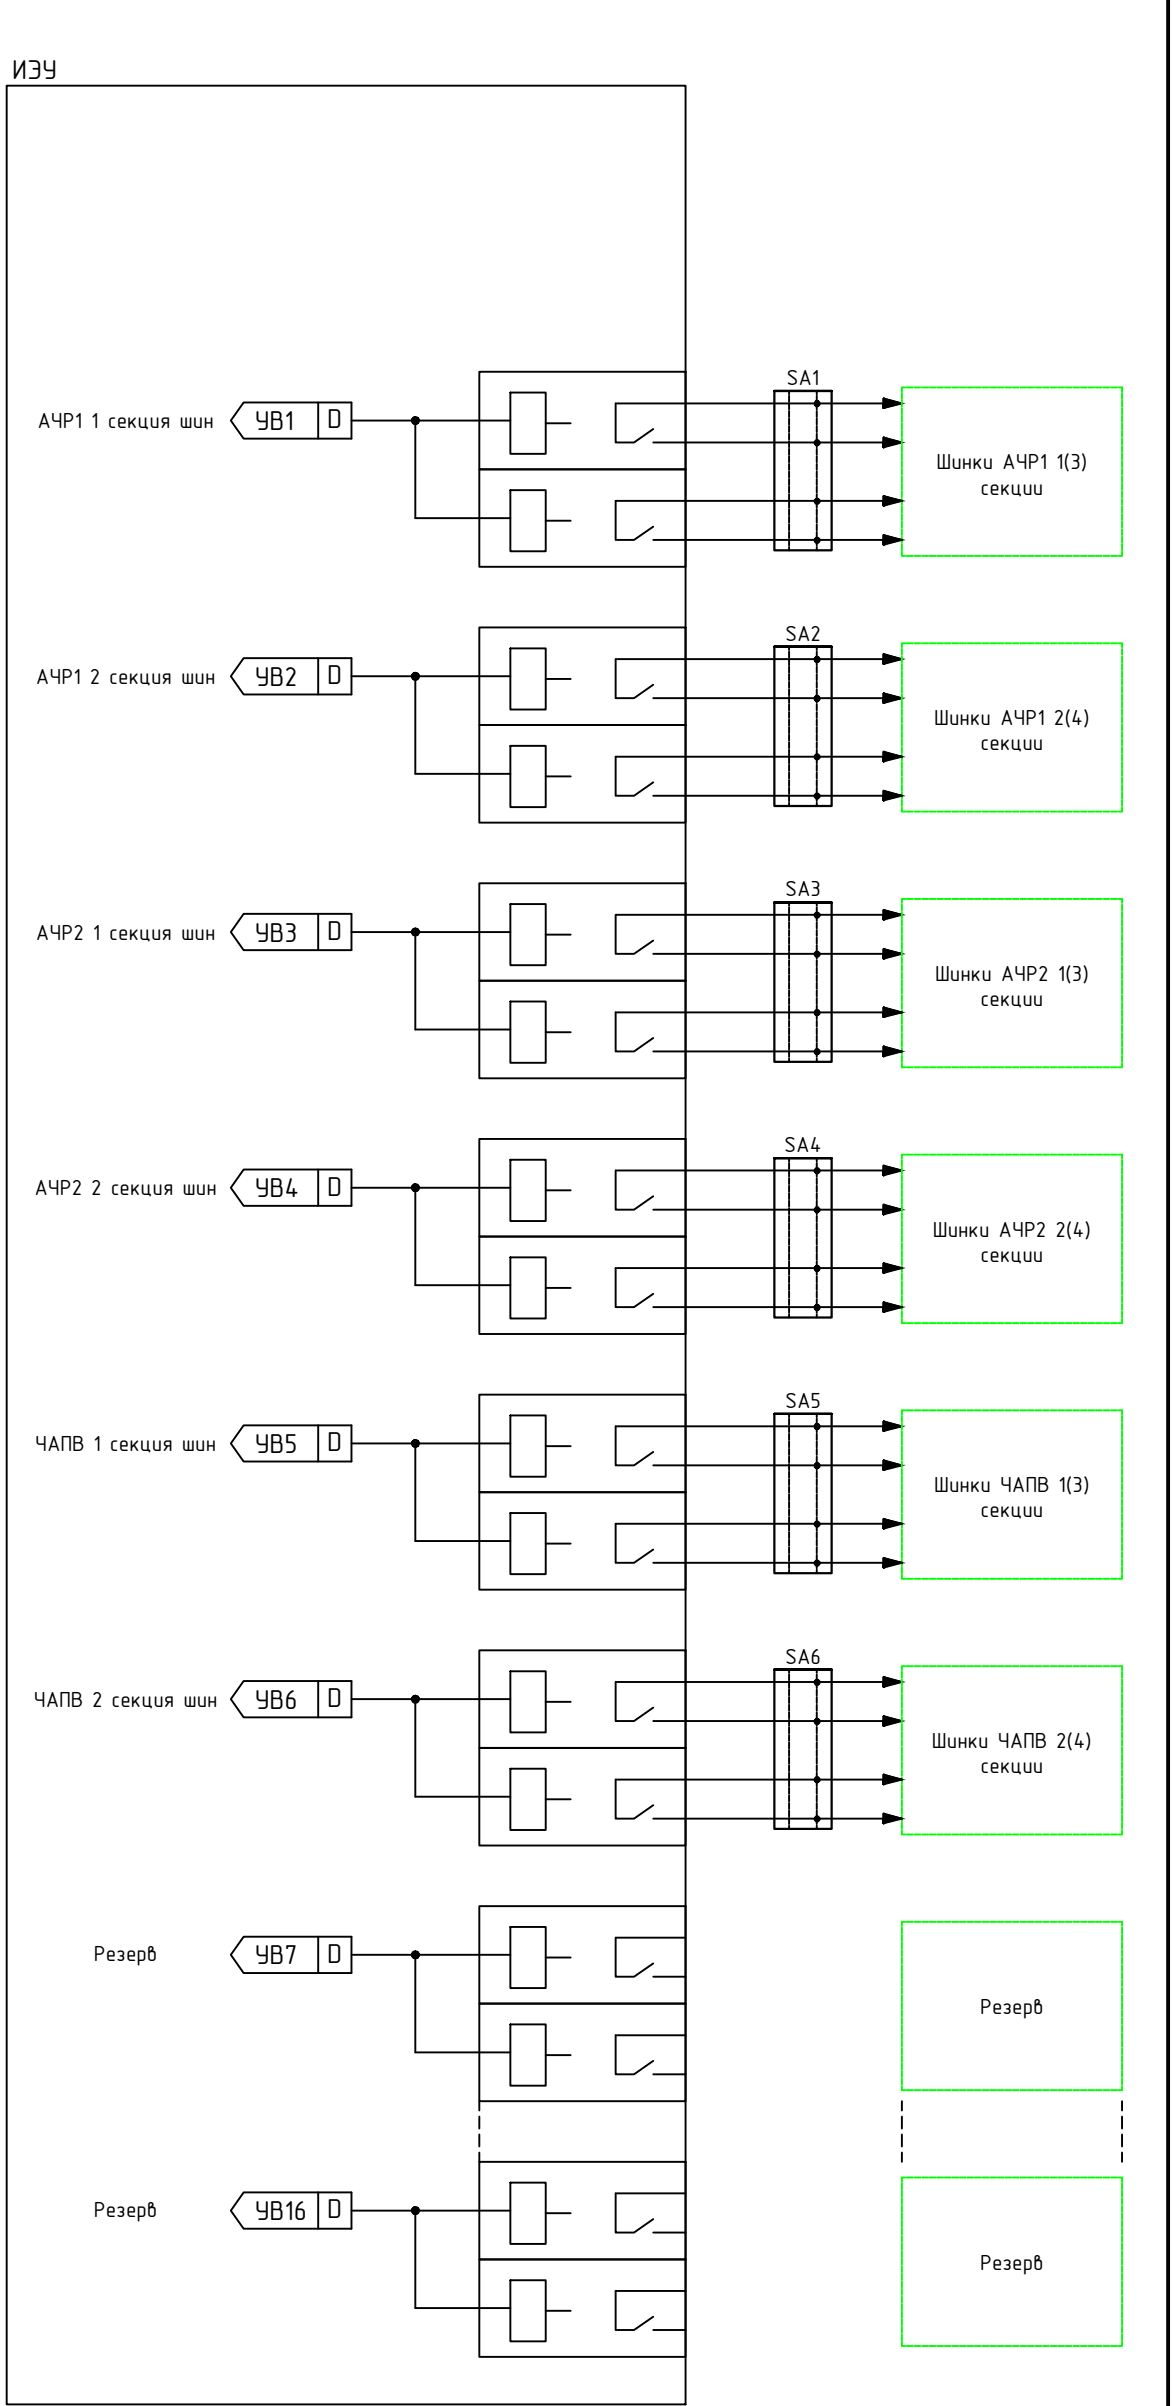 ИЭУ
SA1
АЧР1 1 секция шин
УВ1
D
Шинки АЧР1 1(3)
секции
SA2
АЧР1 2 секция шин
УВ2
D
Шинки АЧР1 2(4)
секции
SA3
АЧР2 1 секция шин
УВ3
D
Шинки АЧР2 1(3)
секции
SA4
АЧР2 2 секция шин
УВ4
D
Шинки АЧР2 2(4)
секции
SA5
ЧАПВ 1 секция шин
УВ5
D
Шинки ЧАПВ 1(3)
секции
SA6
ЧАПВ 2 секция шин
УВ6
D
Шинки ЧАПВ 2(4)
секции
Резерв
УВ7
D
Резерв
Резерв
УВ16
D
Резерв